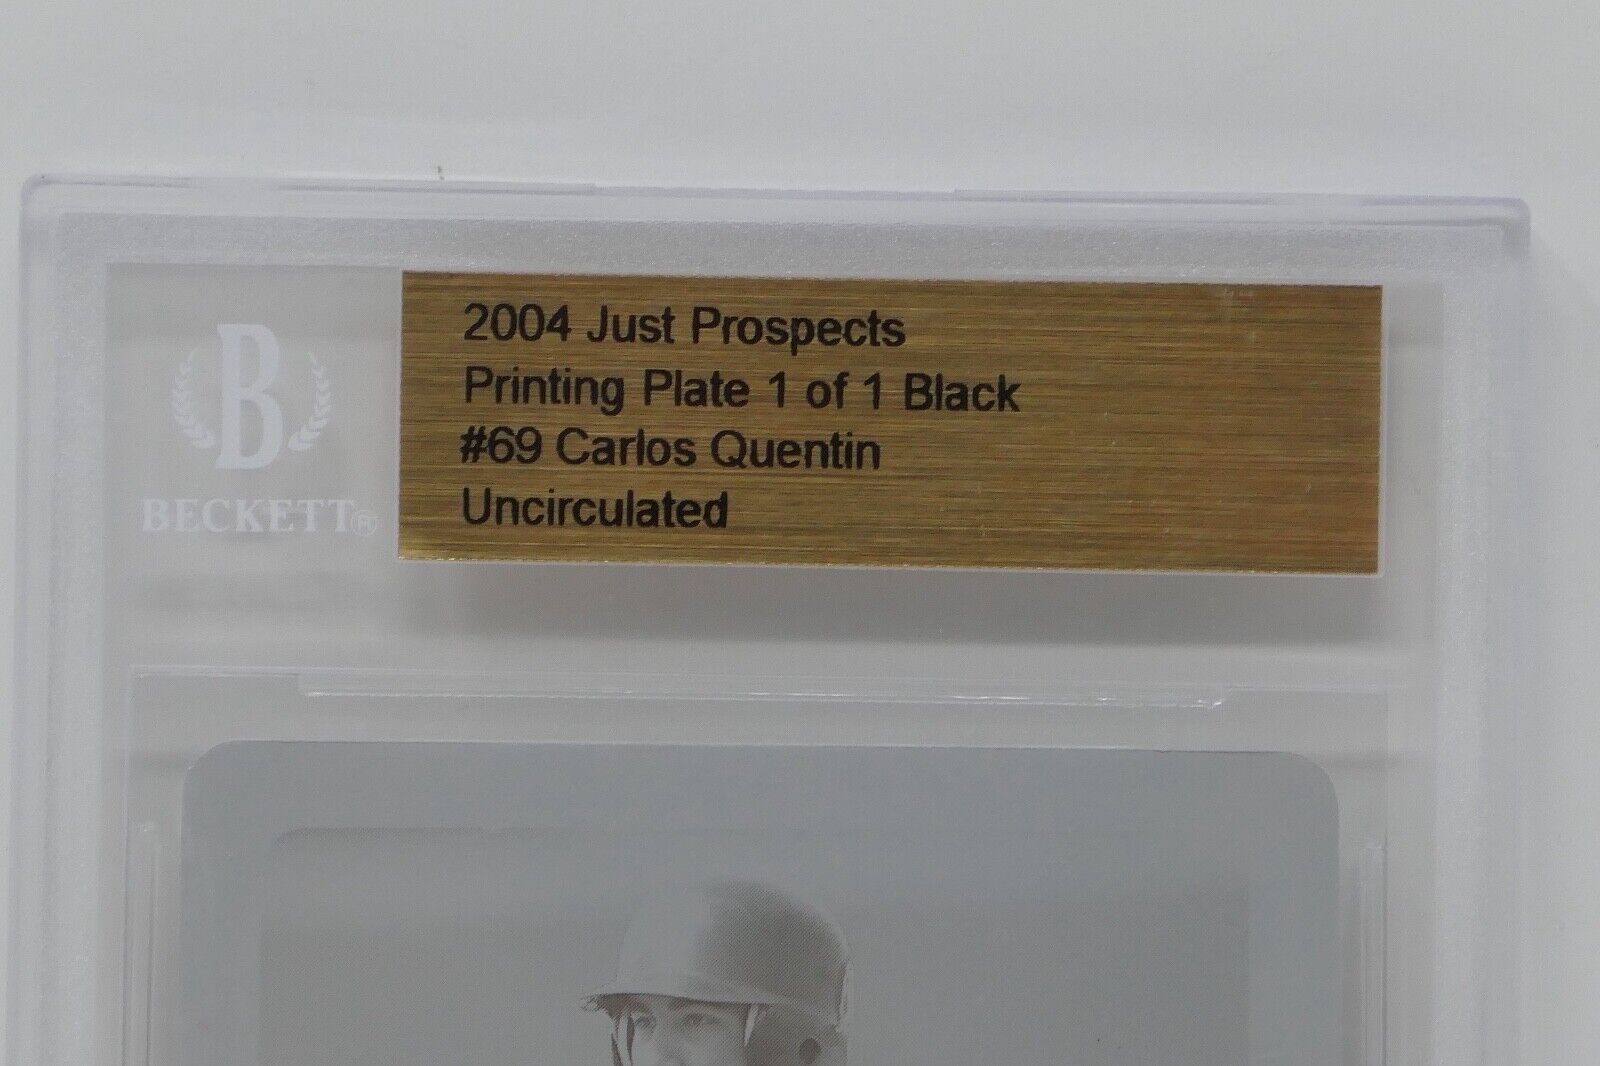 2004 Just Prospects
Printing Plate 1 of 1 Black
#69 Carlos Quentin
Uncirculated
B
BECKETT®